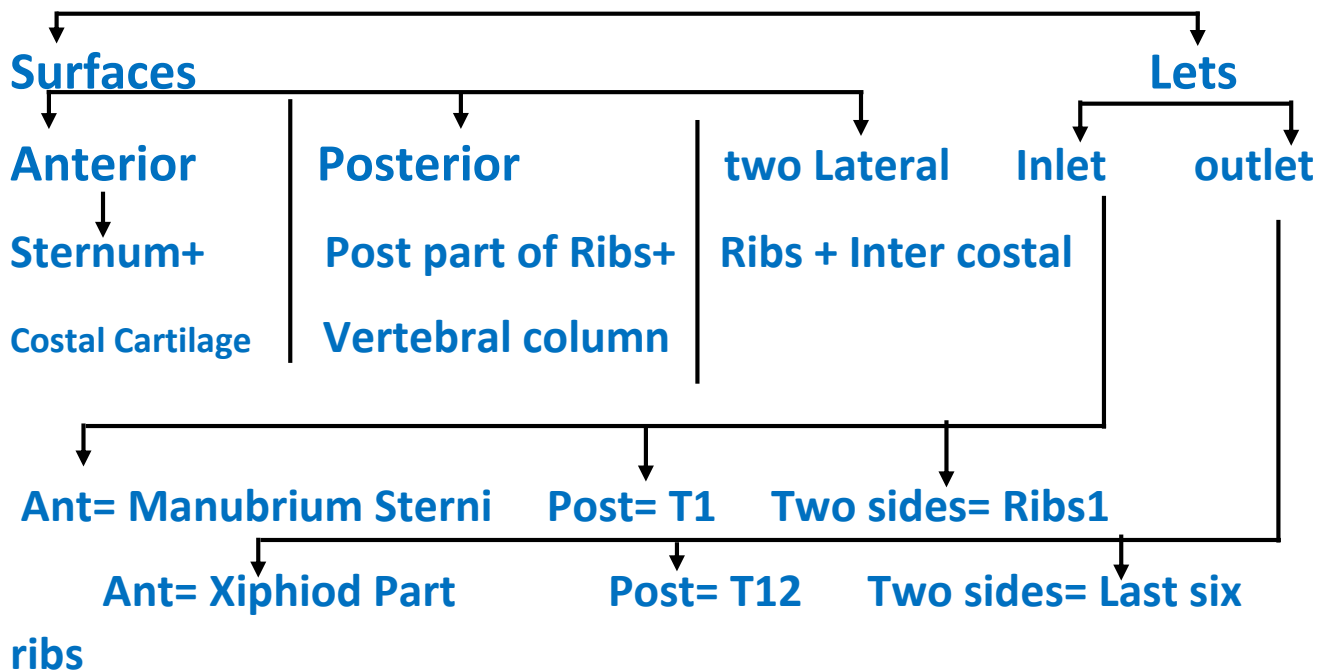 Surfaces Lets
Anterior Posterior two Lateral Inlet outlet
Sternum+ Post part of Ribs+ Ribs + Inter costal
Costal Cartilage Vertebral column
Ant= Manubrium Sterni Post= T1 Two sides= Ribs1
Ant= Xiphiod Part Post= T12 Two sides= Last six
ribs